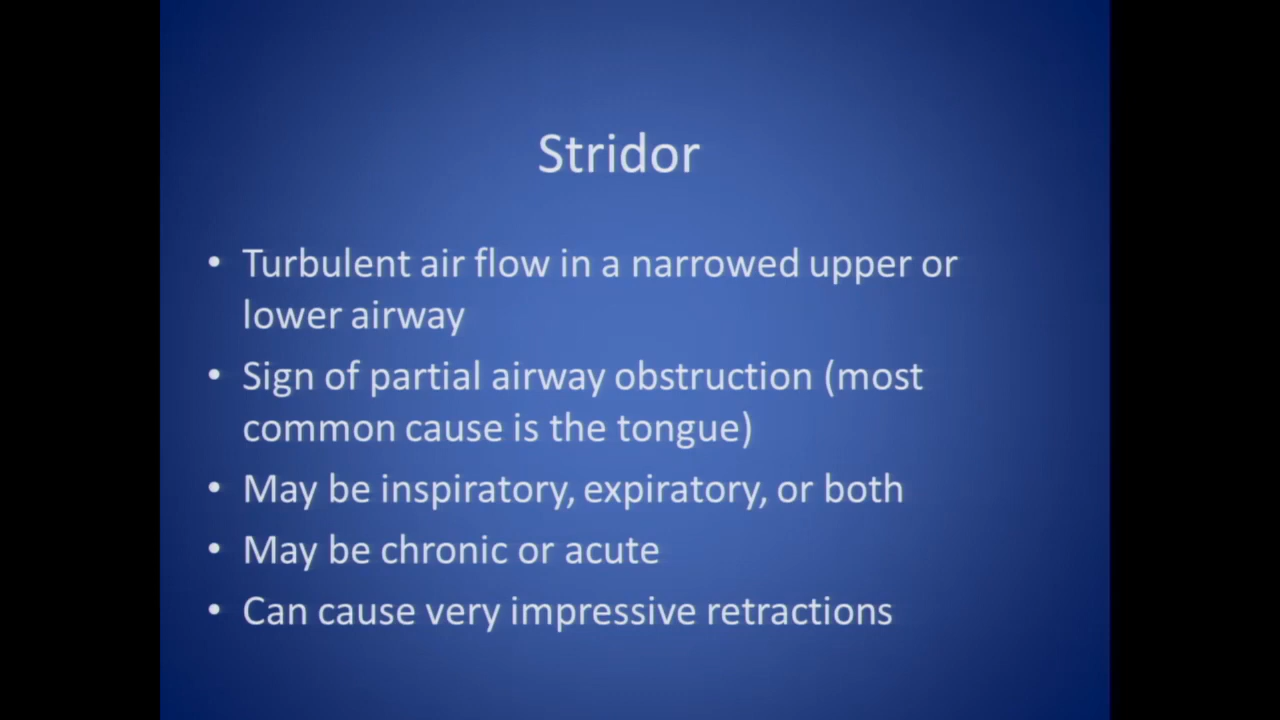 Stridor
• Turbulent air flow in a narrowed upper or
lower airway
• Sign of partial airway obstruction (most
common cause is the tongue)
• May be inspiratory, expiratory, or both
• May be chronic or acute
• Can cause very impressive retractions